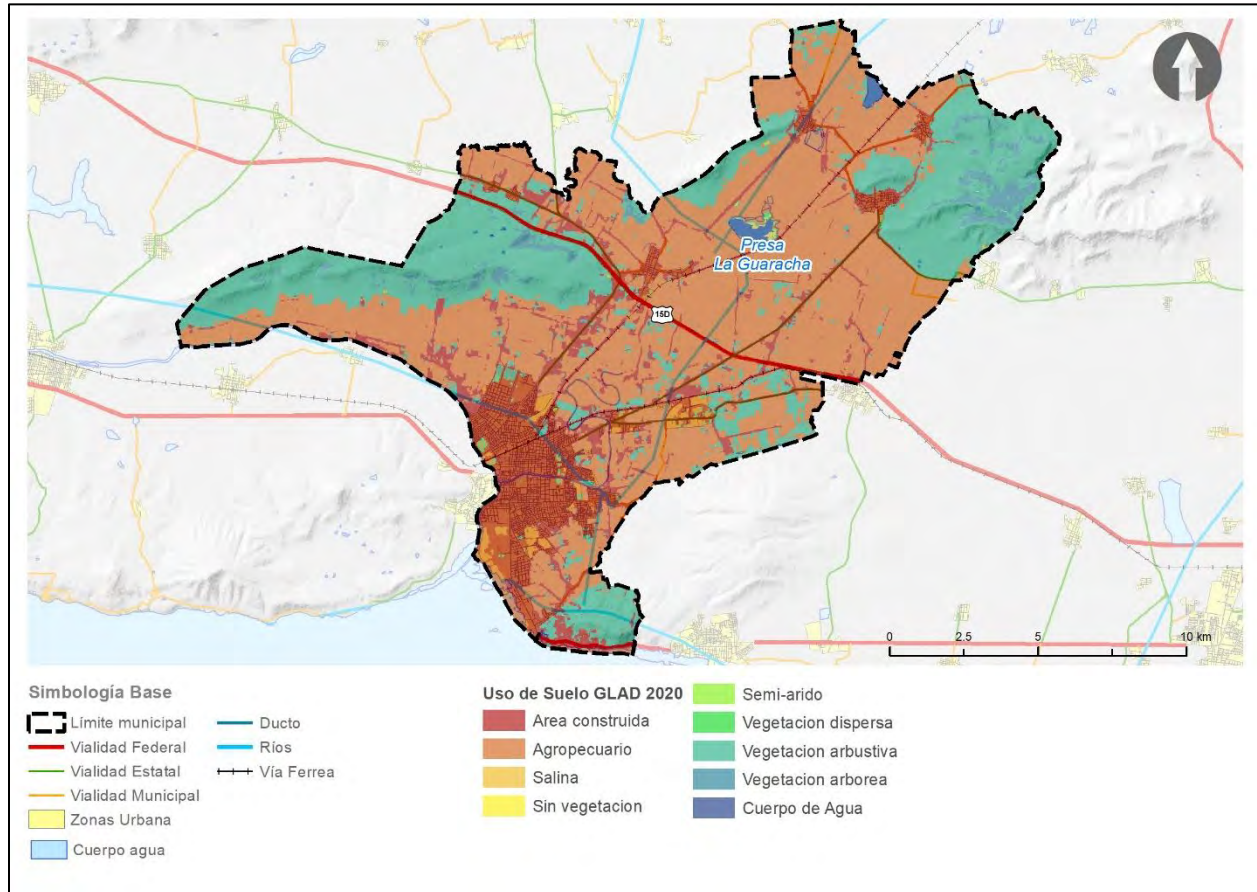 Presa
La Guaracha
15D
0 2.5 5 10 km
Simbología Base
Límite municipal
Vialidad Federal
Vialidad Estatal
Vialidad Municipal
Zonas Urbana
Cuerpo agua
Ducto
Ríos
Vía Ferrea
Uso de Suelo GLAD 2020
Area construida
Agropecuario
Salina
Sin vegetacion
Semi-arido
Vegetacion dispersa
Vegetacion arbustiva
Vegetacion arborea
Cuerpo de Agua